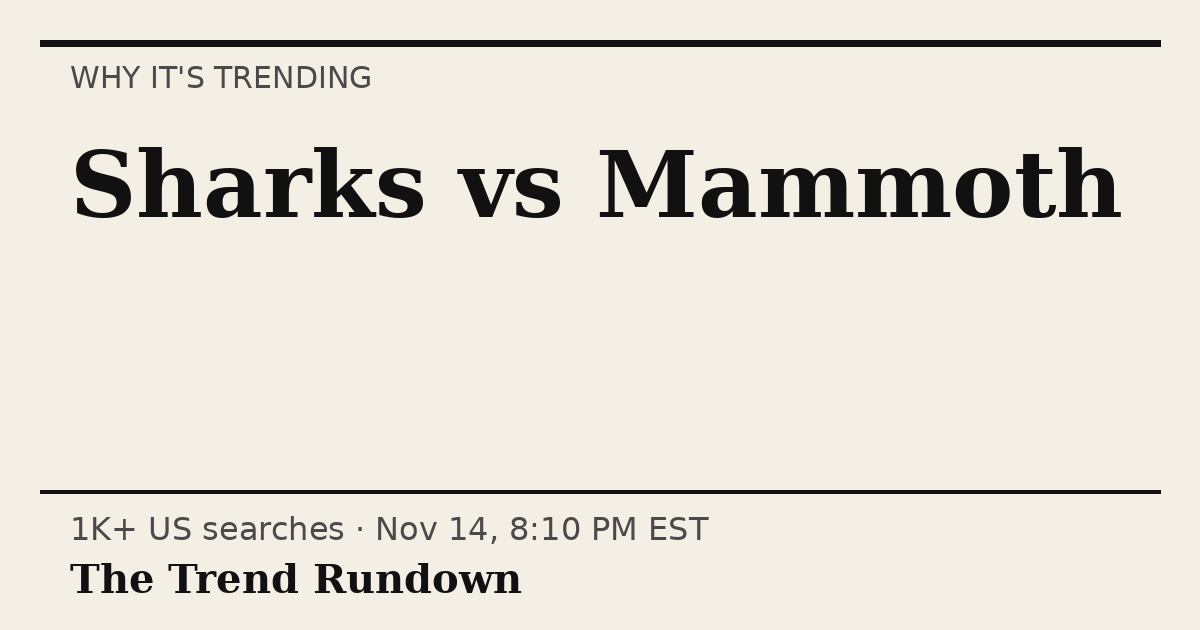 WHY IT'S TRENDING
Sharks vs Mammoth
1K+ US searches · Nov 14, 8:10 PM EST
The Trend Rundown